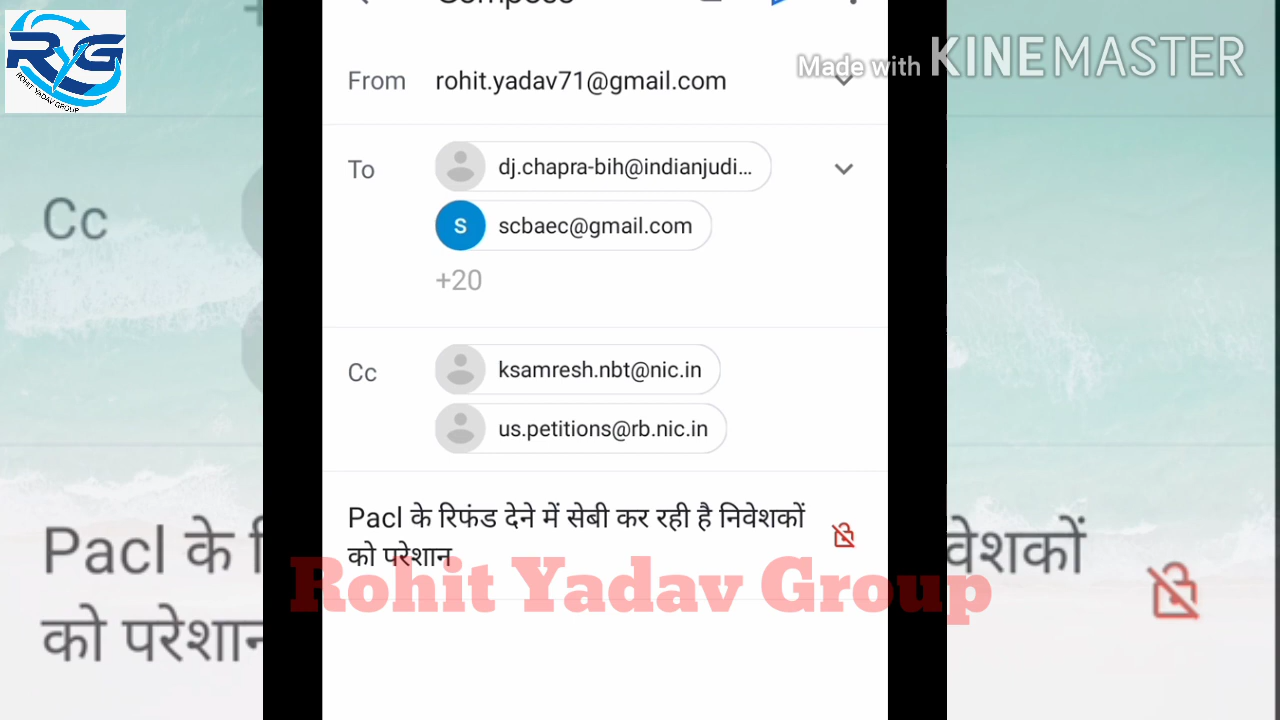 RYG
ROHIT YADAV GROUP
Made with KINEMASTER
Compose
From rohit.yadav71@gmail.com
To dj.chapra-bih@indianjudi...
scbaec@gmail.com
+20
Cc ksamresh.nbt@nic.in
us.petitions@rb.nic.in
Pacl के रिफंड देने में सेबी कर रही है निवेशकों
को परेशान
Rohit Yadav Group
Cc
Pacl के रि
को परेशान
वेशकों